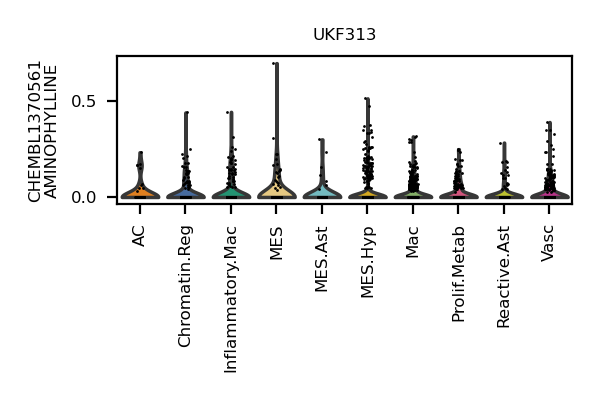 UKF313
CHEMBL1370561
AMINOPHYLLINE
0.5
0.0
AC
Chromatin.Reg
Inflammatory.Mac
MES
MES.Ast
MES.Hyp
Mac
Prolif.Metab
Reactive.Ast
Vasc